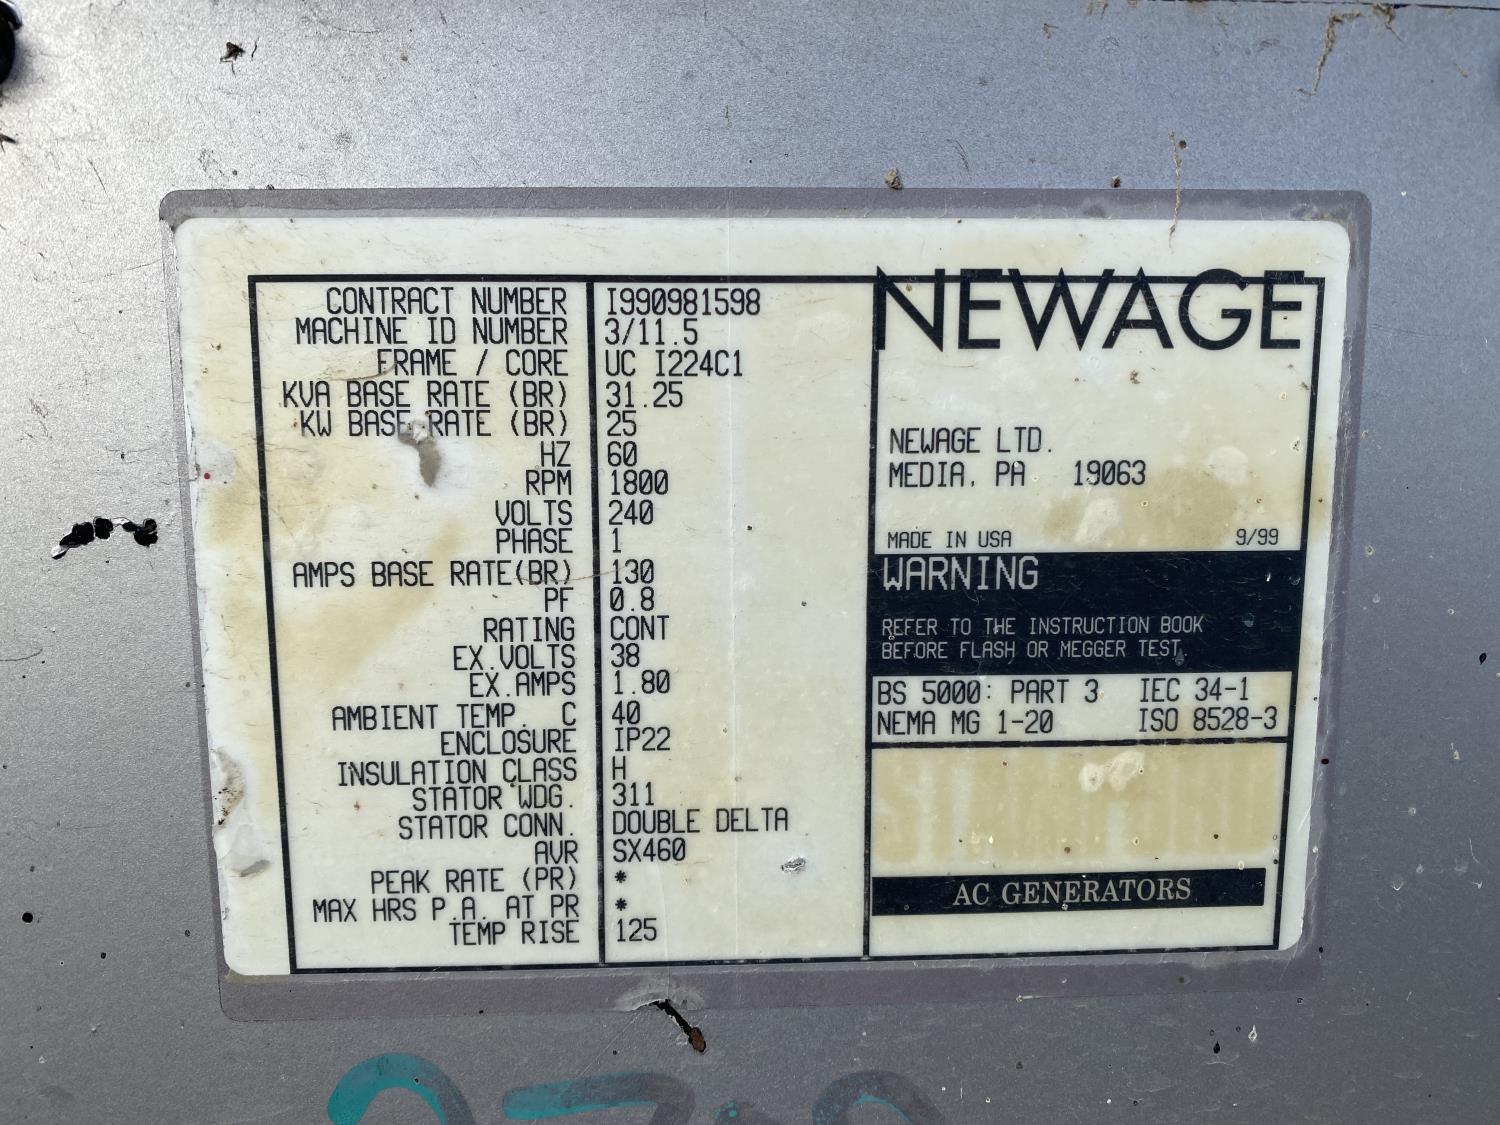 CONTRACT NUMBER I990981598
MACHINE ID NUMBER 3/11.5
FRAME / CORE UC I224C1
KVA BASE RATE (BR) 31.25
KW BASE RATE (BR) 25
HZ 60
RPM 1800
VOLTS 240
PHASE 1
AMPS BASE RATE(BR) 130
PF 0.8
RATING CONT
EX.VOLTS 38
EX.AMPS 1.80
AMBIENT TEMP. C 40
ENCLOSURE IP22
INSULATION CLASS H
STATOR WDG. 311
STATOR CONN. DOUBLE DELTA
AVR SX460
PEAK RATE (PR) *
MAX HRS P.A. AT PR *
TEMP RISE 125
NEWAGE
NEWAGE LTD.
MEDIA, PA 19063
MADE IN USA 9/99
WARNING
REFER TO THE INSTRUCTION BOOK
BEFORE FLASH OR MEGGER TEST.
BS 5000: PART 3 IEC 34-1
NEMA MG 1-20 ISO 8528-3
STAMFORD
AC GENERATORS